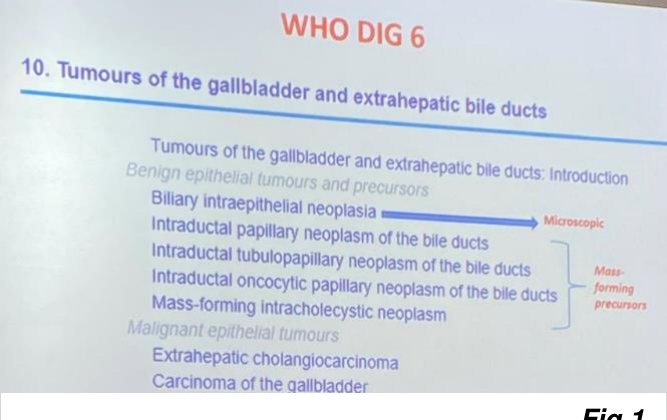 WHO DIG 6
10. Tumours of the gallbladder and extrahepatic bile ducts
Tumours of the gallbladder and extrahepatic bile ducts: Introduction
Benign epithelial tumours and precursors
Biliary intraepithelial neoplasia
Microscopic
Intraductal papillary neoplasm of the bile ducts
Intraductal tubulopapillary neoplasm of the bile ducts
Intraductal oncocytic papillary neoplasm of the bile ducts
Mass-forming intracholecystic neoplasm
Mass-
forming
precursors
Malignant epithelial tumours
Extrahepatic cholangiocarcinoma
Carcinoma of the gallbladder
Fig 1